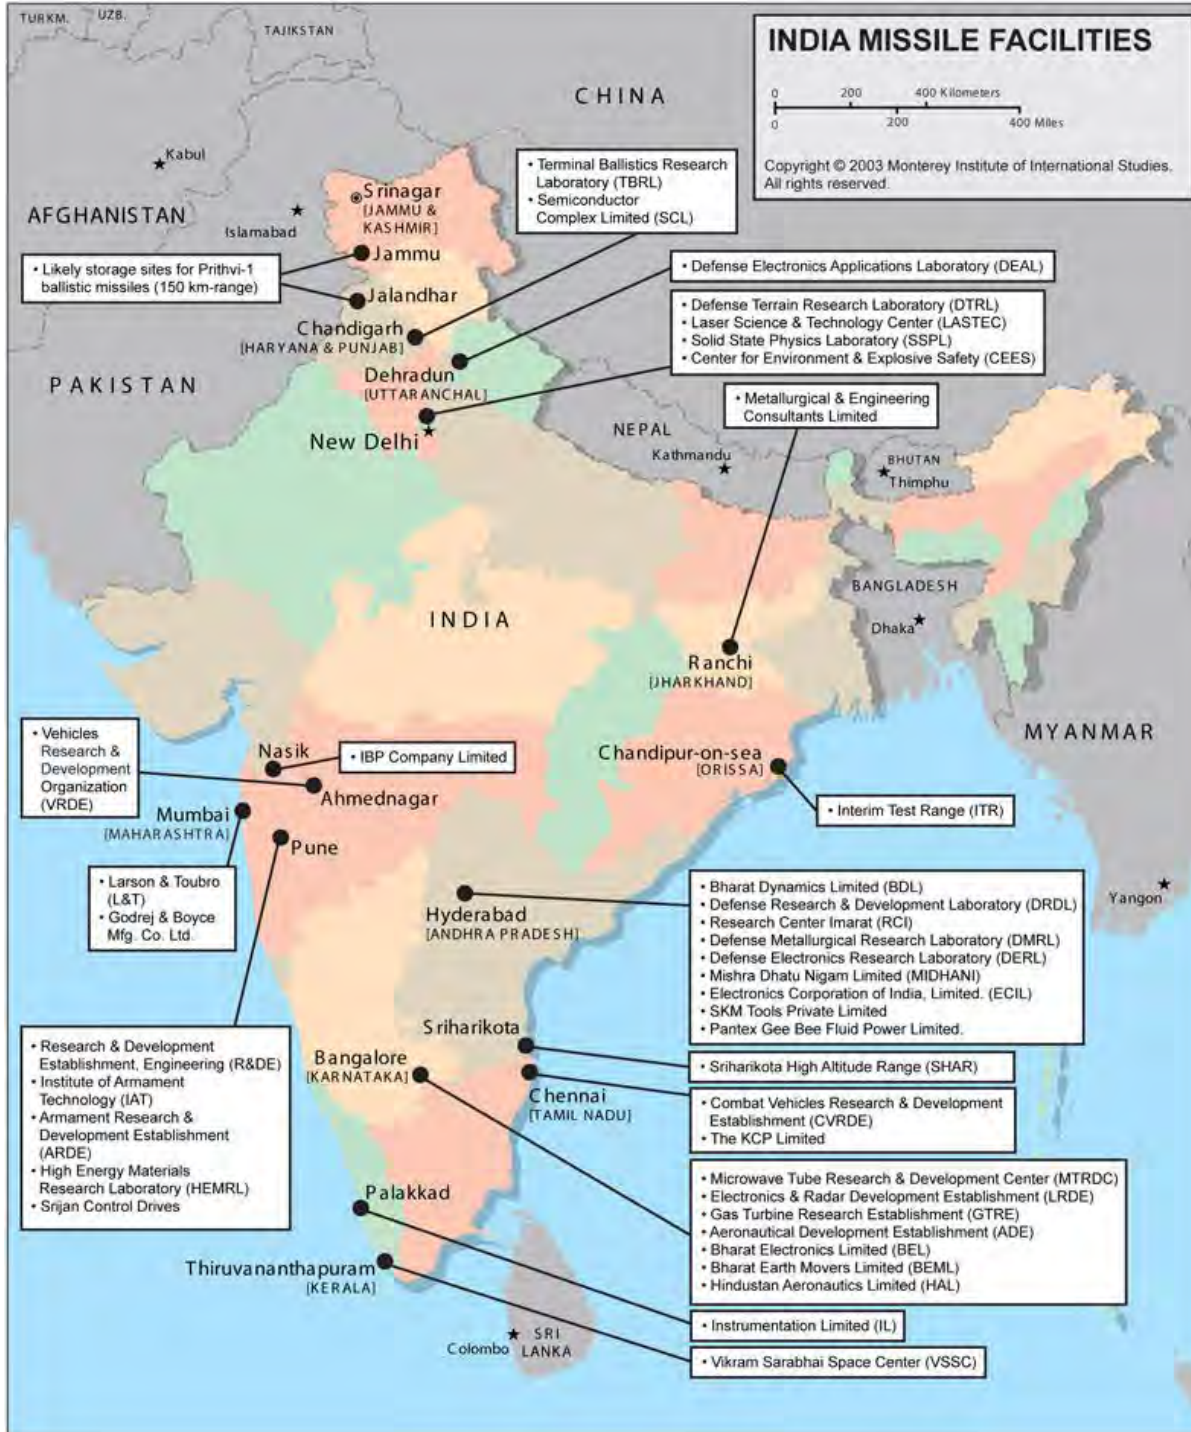 TURKM.
UZB.
TAJIKISTAN
INDIA MISSILE FACILITIES
0 200 400 Kilometers
0 200 400 Miles
Copyright © 2003 Monterey Institute of International Studies.
All rights reserved.
CHINA
Kabul
AFGHANISTAN
Srinagar
[JAMMU &
KASHMIR]
Islamabad
Jammu
• Terminal Ballistics Research
Laboratory (TBRL)
• Semiconductor
Complex Limited (SCL)
• Likely storage sites for Prithvi-1
ballistic missiles (150 km-range)
Jalandhar
• Defense Electronics Applications Laboratory (DEAL)
Chandigarh
[HARYANA & PUNJAB]
• Defense Terrain Research Laboratory (DTRL)
• Laser Science & Technology Center (LASTEC)
• Solid State Physics Laboratory (SSPL)
• Center for Environment & Explosive Safety (CEES)
PAKISTAN
Dehradun
[UTTARANCHAL]
• Metallurgical & Engineering
Consultants Limited
New Delhi
NEPAL
Kathmandu
BHUTAN
Thimphu
BANGLADESH
Dhaka
INDIA
Ranchi
[JHARKHAND]
MYANMAR
• Vehicles
Research &
Development
Organization
(VRDE)
Nasik
• IBP Company Limited
Ahmednagar
Chandipur-on-sea
[ORISSA]
• Interim Test Range (ITR)
Mumbai
[MAHARASHTRA]
Pune
• Larson & Toubro
(L&T)
• Godrej & Boyce
Mfg. Co. Ltd.
Hyderabad
[ANDHRA PRADESH]
• Bharat Dynamics Limited (BDL)
• Defense Research & Development Laboratory (DRDL)
• Research Center Imarat (RCI)
• Defense Metallurgical Research Laboratory (DMRL)
• Defense Electronics Research Laboratory (DERL)
• Mishra Dhatu Nigam Limited (MIDHANI)
• Electronics Corporation of India, Limited. (ECIL)
• SKM Tools Private Limited
• Pantex Gee Bee Fluid Power Limited.
Yangon
• Research & Development
Establishment, Engineering (R&DE)
• Institute of Armament
Technology (IAT)
• Armament Research &
Development Establishment
(ARDE)
• High Energy Materials
Research Laboratory (HEMRL)
• Srijan Control Drives
Sriharikota
• Sriharikota High Altitude Range (SHAR)
Bangalore
[KARNATAKA]
Chennai
[TAMIL NADU]
• Combat Vehicles Research & Development
Establishment (CVRDE)
• The KCP Limited
• Microwave Tube Research & Development Center (MTRDC)
• Electronics & Radar Development Establishment (LRDE)
• Gas Turbine Research Establishment (GTRE)
• Aeronautical Development Establishment (ADE)
• Bharat Electronics Limited (BEL)
• Bharat Earth Movers Limited (BEML)
• Hindustan Aeronautics Limited (HAL)
Palakkad
Thiruvananthapuram
[KERALA]
• Instrumentation Limited (IL)
Colombo
SRI
LANKA
• Vikram Sarabhai Space Center (VSSC)